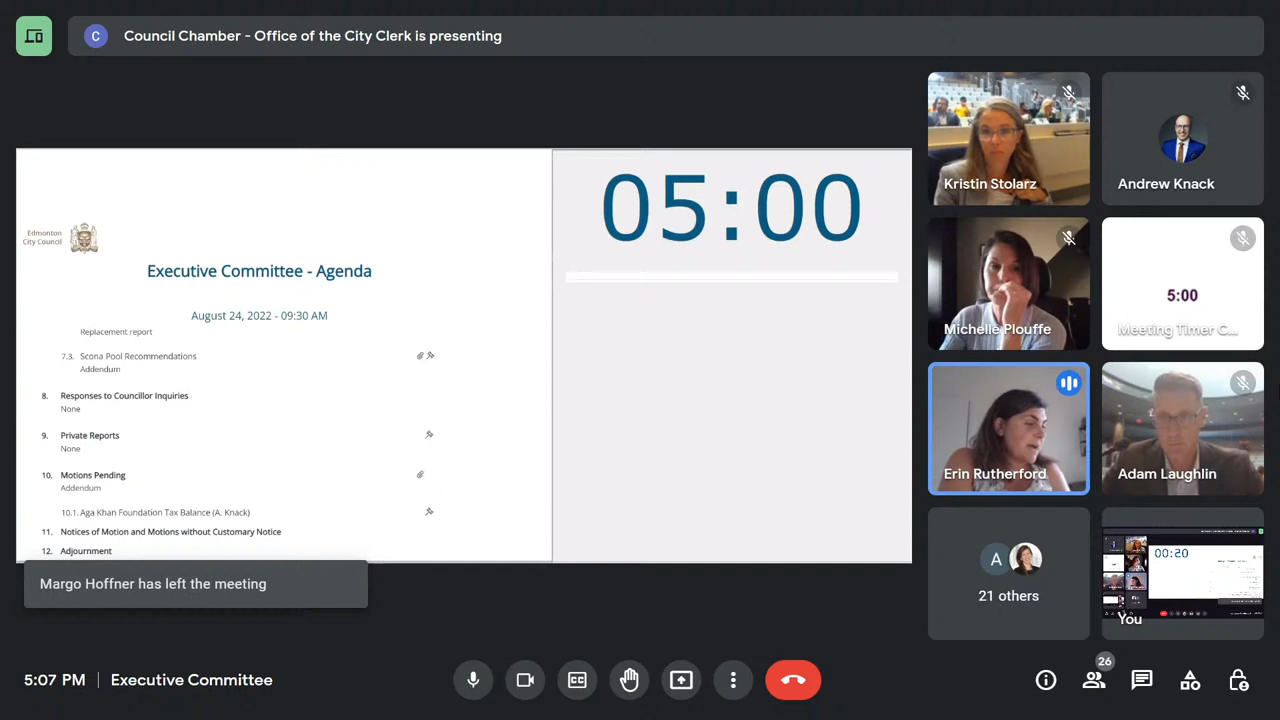 C
Council Chamber - Office of the City Clerk is presenting
Edmonton
City Council
Executive Committee - Agenda
August 24, 2022 - 09:30 AM
Replacement report
7.3. Scona Pool Recommendations
Addendum
8. Responses to Councillor Inquiries
None
9. Private Reports
None
10. Motions Pending
Addendum
10.1. Aga Khan Foundation Tax Balance (A. Knack)
11. Notices of Motion and Motions without Customary Notice
12. Adjournment
05:00
Kristin Stolarz
Andrew Knack
Michelle Plouffe
5:00
Meeting Timer C...
Erin Rutherford
Adam Laughlin
A
21 others
00:50
You
Margo Hoffner has left the meeting
5:07 PM | Executive Committee
CC
26